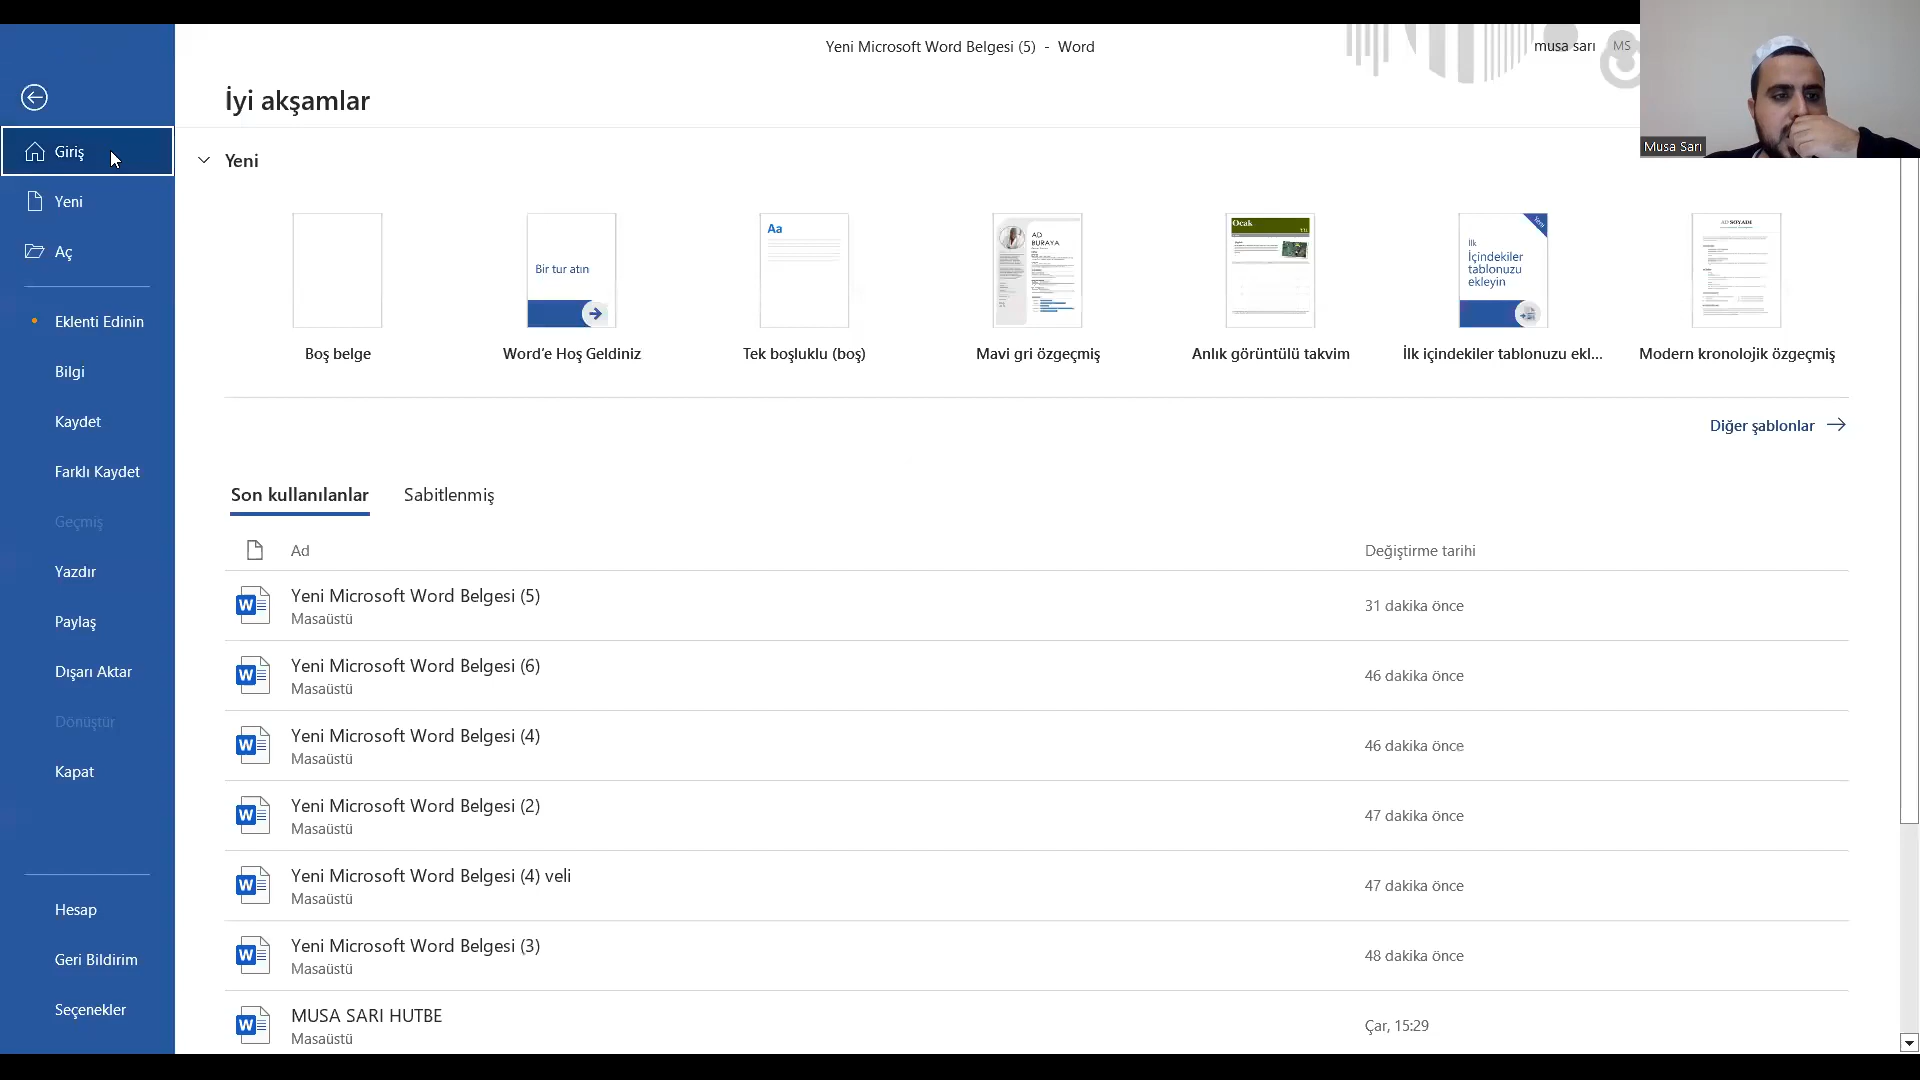 Yeni Microsoft Word Belgesi (5) - Word
musa sarı
MS
Musa Sarı
İyi akşamlar
Giriş
Yeni
Aç
Eklenti Edinin
Bilgi
Kaydet
Farklı Kaydet
Geçmiş
Yazdır
Paylaş
Dışarı Aktar
Dönüştür
Kapat
Hesap
Geri Bildirim
Seçenekler
Yeni
Bir tur atın
Aa
AD
BURAYA
Ocak
Yeni
İlk
İçindekiler
tablonuzu
ekleyin
AD SOYADI
Boş belge
Word'e Hoş Geldiniz
Tek boşluklu (boş)
Mavi gri özgeçmiş
Anlık görüntülü takvim
İlk içindekiler tablonuzu ekl...
Modern kronolojik özgeçmiş
Diğer şablonlar
Son kullanılanlar
Sabitlenmiş
Ad
Değiştirme tarihi
Yeni Microsoft Word Belgesi (5)
Masaüstü
31 dakika önce
Yeni Microsoft Word Belgesi (6)
Masaüstü
46 dakika önce
Yeni Microsoft Word Belgesi (4)
Masaüstü
46 dakika önce
Yeni Microsoft Word Belgesi (2)
Masaüstü
47 dakika önce
Yeni Microsoft Word Belgesi (4) veli
Masaüstü
47 dakika önce
Yeni Microsoft Word Belgesi (3)
Masaüstü
48 dakika önce
MUSA SARI HUTBE
Masaüstü
Çar, 15:29